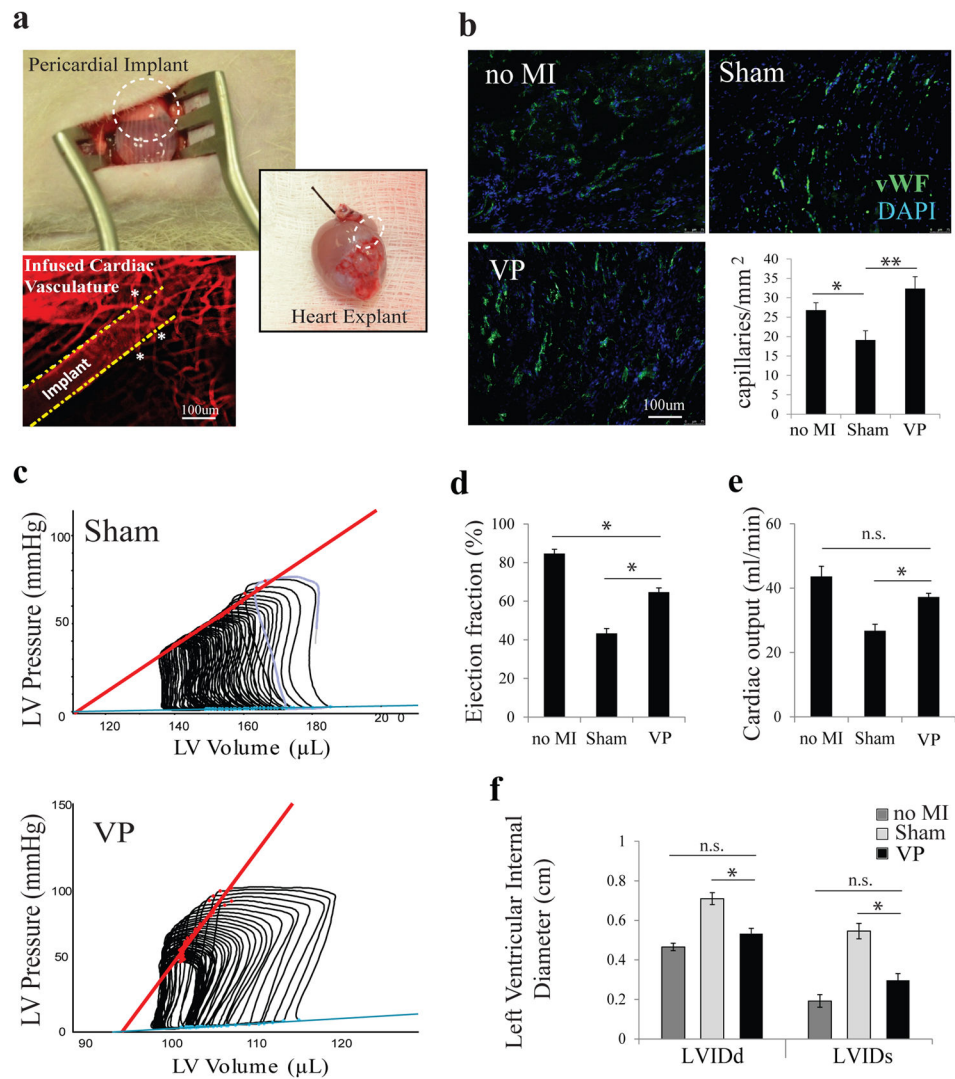 a
Pericardial Implant
Infused Cardiac
Vasculature
*
*
*
Implant
100um
Heart Explant
b
no MI
Sham
vWF
DAPI
VP
100um
capillaries/mm²
40
35
30
25
20
15
10
5
0
*
**
no MI
Sham
VP
c
Sham
LV Pressure (mmHg)
100
50
0
120
140
160
180
20 0
LV Volume (µL)
VP
LV Pressure (mmHg)
150
100
50
0
90
100
110
120
LV Volume (µL)
d
Ejection fraction (%)
100
80
60
40
20
0
*
*
no MI
Sham
VP
e
Cardiac output (ml/min)
60
40
20
0
n.s.
*
no MI
Sham
VP
f
no MI
Sham
VP
Left Ventricular Internal
Diameter (cm)
1
0.8
0.6
0.4
0.2
0
n.s.
*
n.s.
*
LVIDd
LVIDs